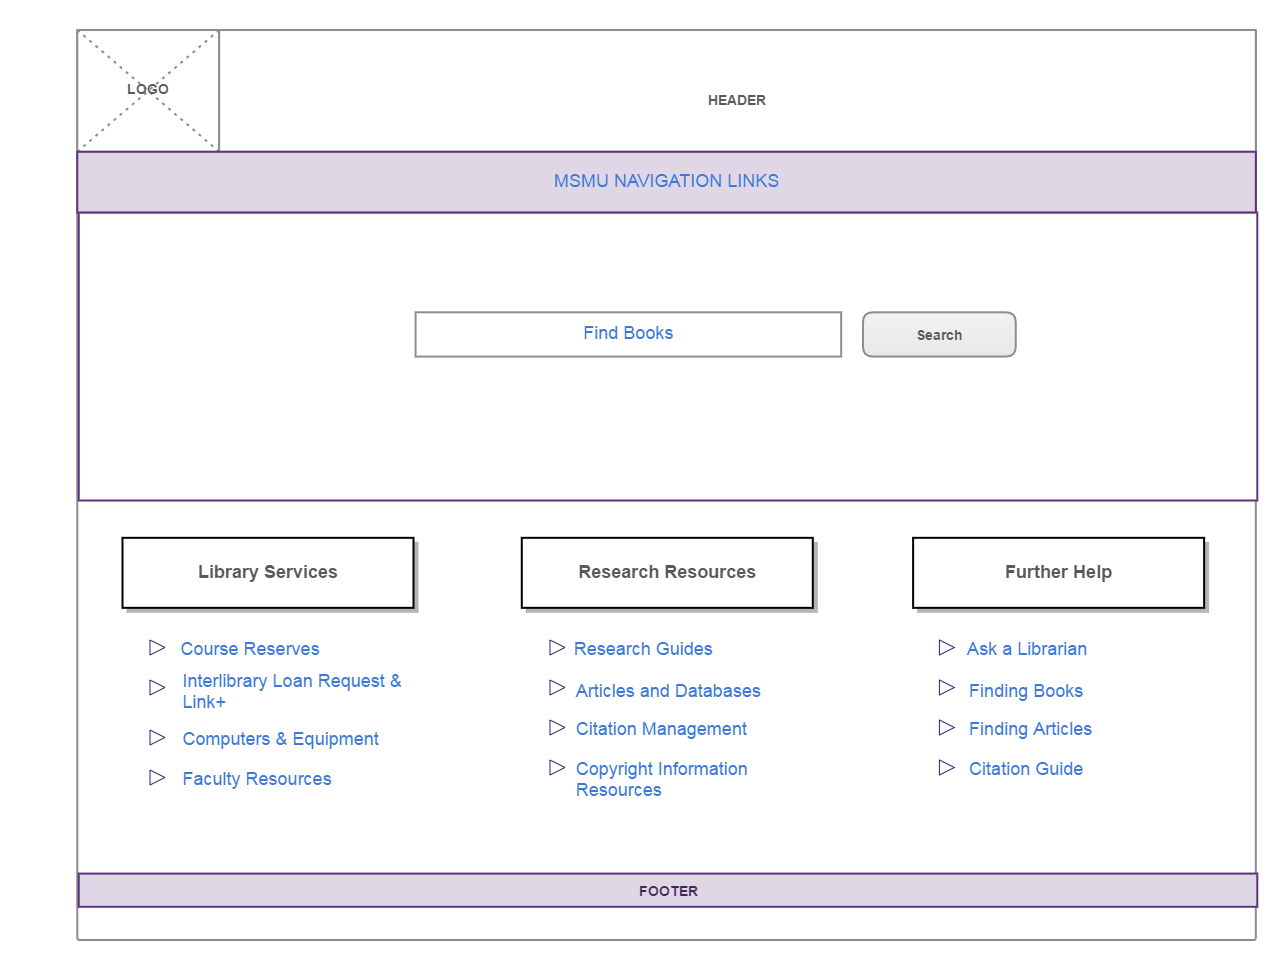 LOGO
HEADER
MSMU NAVIGATION LINKS
Find Books
Search
Library Services
Course Reserves
Interlibrary Loan Request &
Link+
Computers & Equipment
Faculty Resources
Research Resources
Research Guides
Articles and Databases
Citation Management
Copyright Information
Resources
Further Help
Ask a Librarian
Finding Books
Finding Articles
Citation Guide
FOOTER